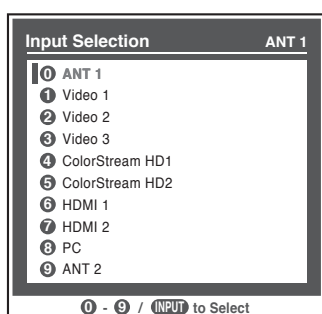 Input Selection ANT 1
0 ANT 1
1 Video 1
2 Video 2
3 Video 3
4 ColorStream HD1
5 ColorStream HD2
6 HDMI 1
7 HDMI 2
8 PC
9 ANT 2
0 - 9 / INPUT to Select